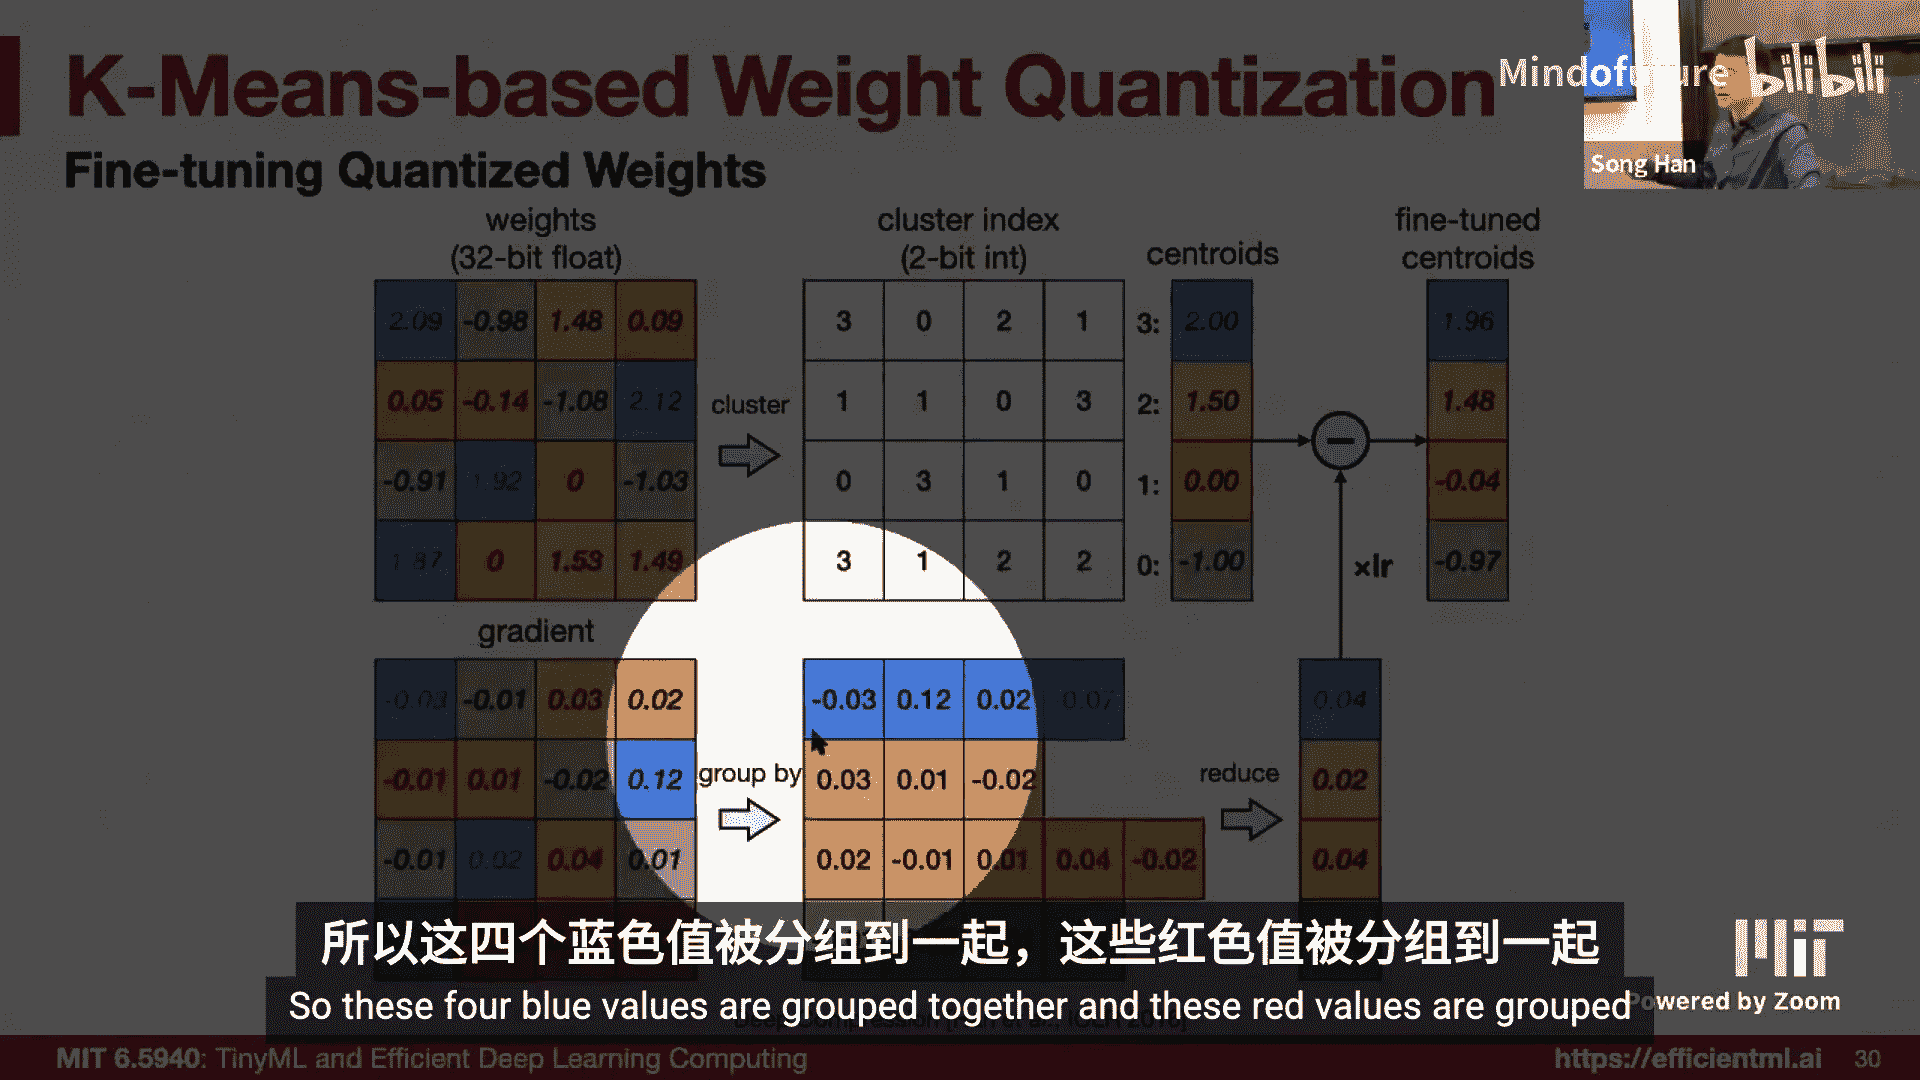 K-Means-based Weight Quantization
Mindofuture bilibili
Song Han
Fine-tuning Quantized Weights
weights
(32-bit float)
cluster index
(2-bit int)
centroids
fine-tuned
centroids
2.09 -0.98 1.48 0.09
3 0 2 1
3: 2.00
1.96
0.05 -0.14 -1.08 2.12
cluster
1 1 0 3
2: 1.50
1.48
-0.91 1.92 0 -1.03
0 3 1 0
1: 0.00
-0.04
1.87 0 1.53 1.49
3 1 2 2
0: -1.00
×lr
-0.97
gradient
-0.03 -0.01 0.03 0.02
-0.03 0.12 0.02 0.07
0.04
-0.01 0.01 -0.02 0.12
group by
0.03 0.01 -0.02
reduce
0.02
-0.01 0.02 0.04 0.01
0.02 -0.01 0.01 0.04 -0.02
0.04
所以这四个蓝色值被分组到一起，这些红色值被分组到一起
So these four blue values are grouped together and these red values are grouped
MIT
Powered by Zoom
MIT 6.5940: TinyML and Efficient Deep Learning Computing
https://efficientml.ai 30